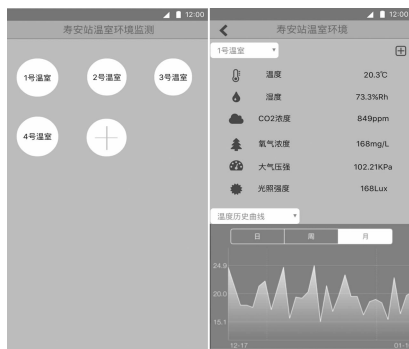 12:00
寿安站温室环境监测
1号温室
2号温室
3号温室
4号温室
12:00
寿安站温室环境
1号温室
温度 20.3℃
湿度 73.3%Rh
CO2浓度 849ppm
氧气浓度 168mg/L
大气压强 102.21KPa
光照强度 168Lux
温度历史曲线
日 周 月
24.9
20.0
15.1
12-17 01-1